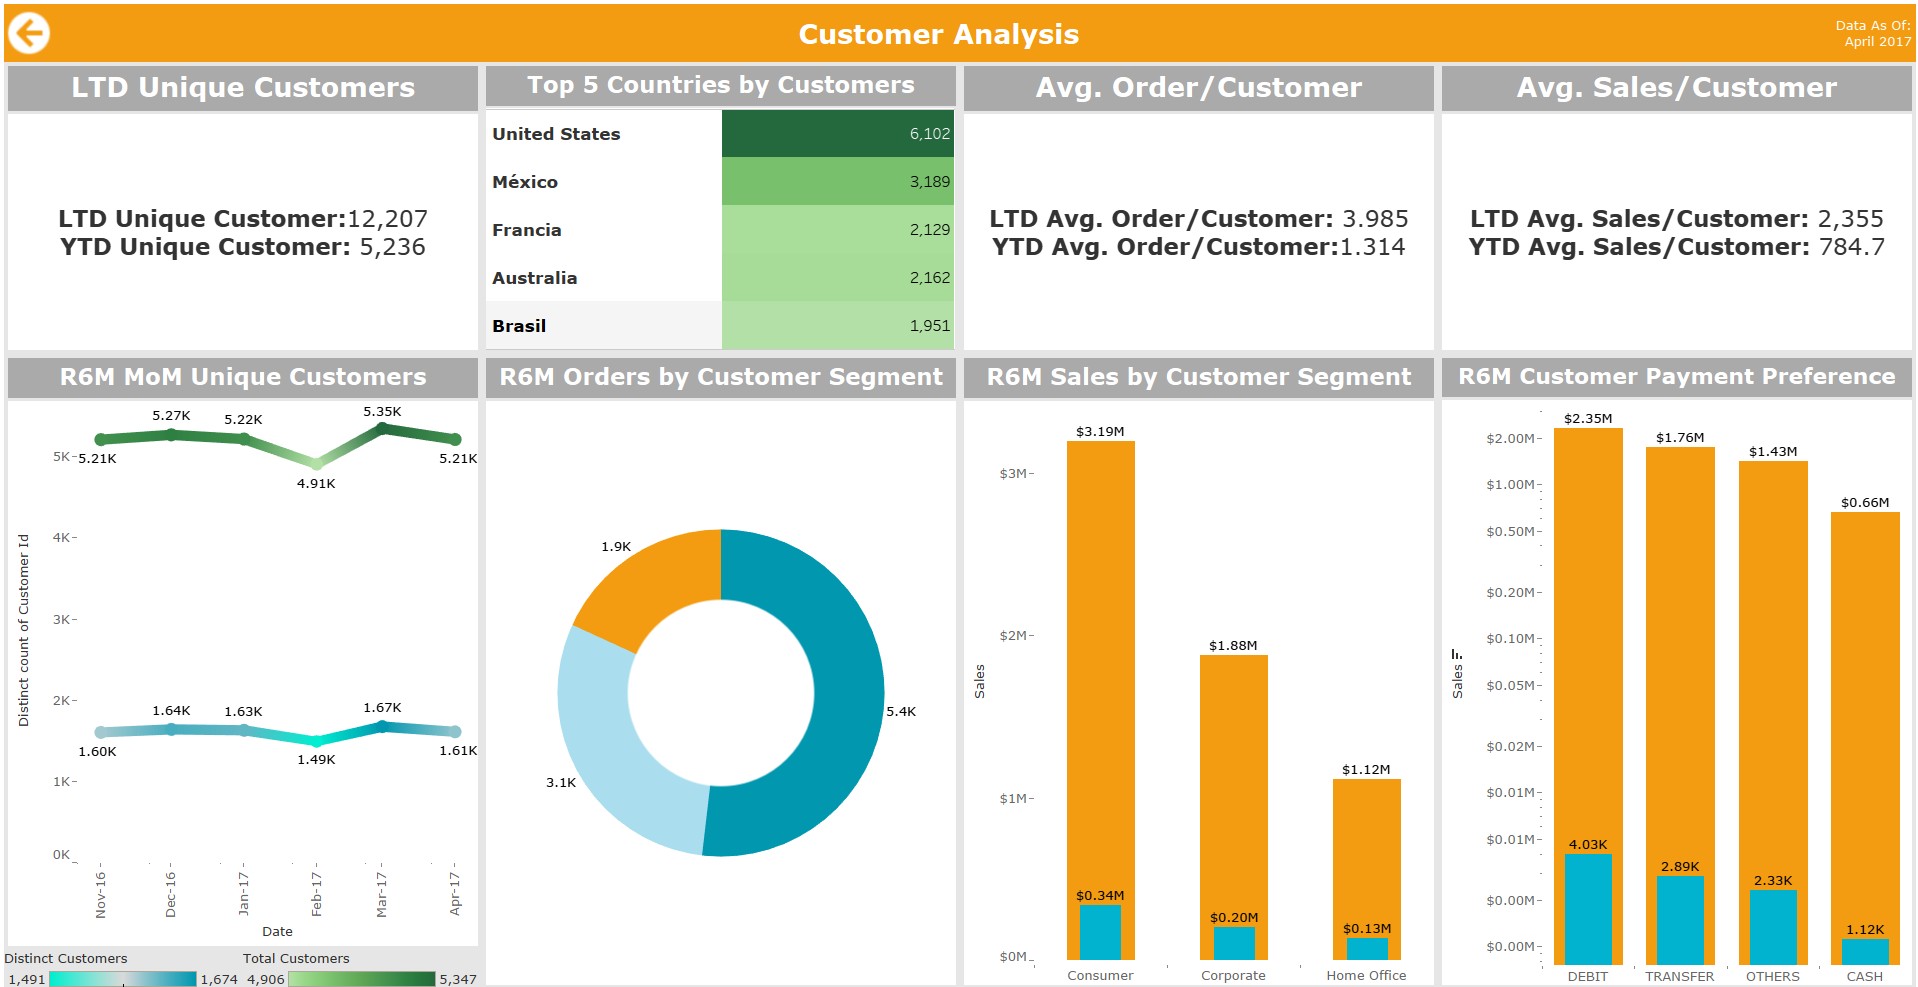 Customer Analysis
Data As Of:
April 2017
LTD Unique Customers
LTD Unique Customer:12,207
YTD Unique Customer: 5,236
Top 5 Countries by Customers
United States 6,102
México 3,189
Francia 2,129
Australia 2,162
Brasil 1,951
Avg. Order/Customer
LTD Avg. Order/Customer: 3.985
YTD Avg. Order/Customer:1.314
Avg. Sales/Customer
LTD Avg. Sales/Customer: 2,355
YTD Avg. Sales/Customer: 784.7
R6M MoM Unique Customers
Distinct count of Customer Id
5K
4K
3K
2K
1K
0K
5.21K
5.27K
5.22K
4.91K
5.35K
5.21K
1.60K
1.64K
1.63K
1.49K
1.67K
1.61K
Nov-16
Dec-16
Jan-17
Feb-17
Mar-17
Apr-17
Date
Distinct Customers
1,491 1,674
Total Customers
4,906 5,347
R6M Orders by Customer Segment
1.9K
5.4K
3.1K
R6M Sales by Customer Segment
Sales
$3M
$2M
$1M
$0M
$3.19M
$1.88M
$1.12M
$0.34M
$0.20M
$0.13M
Consumer
Corporate
Home Office
R6M Customer Payment Preference
Sales
$2.00M
$1.00M
$0.50M
$0.20M
$0.10M
$0.05M
$0.02M
$0.01M
$0.01M
$0.00M
$0.00M
$2.35M
$1.76M
$1.43M
$0.66M
4.03K
2.89K
2.33K
1.12K
DEBIT
TRANSFER
OTHERS
CASH